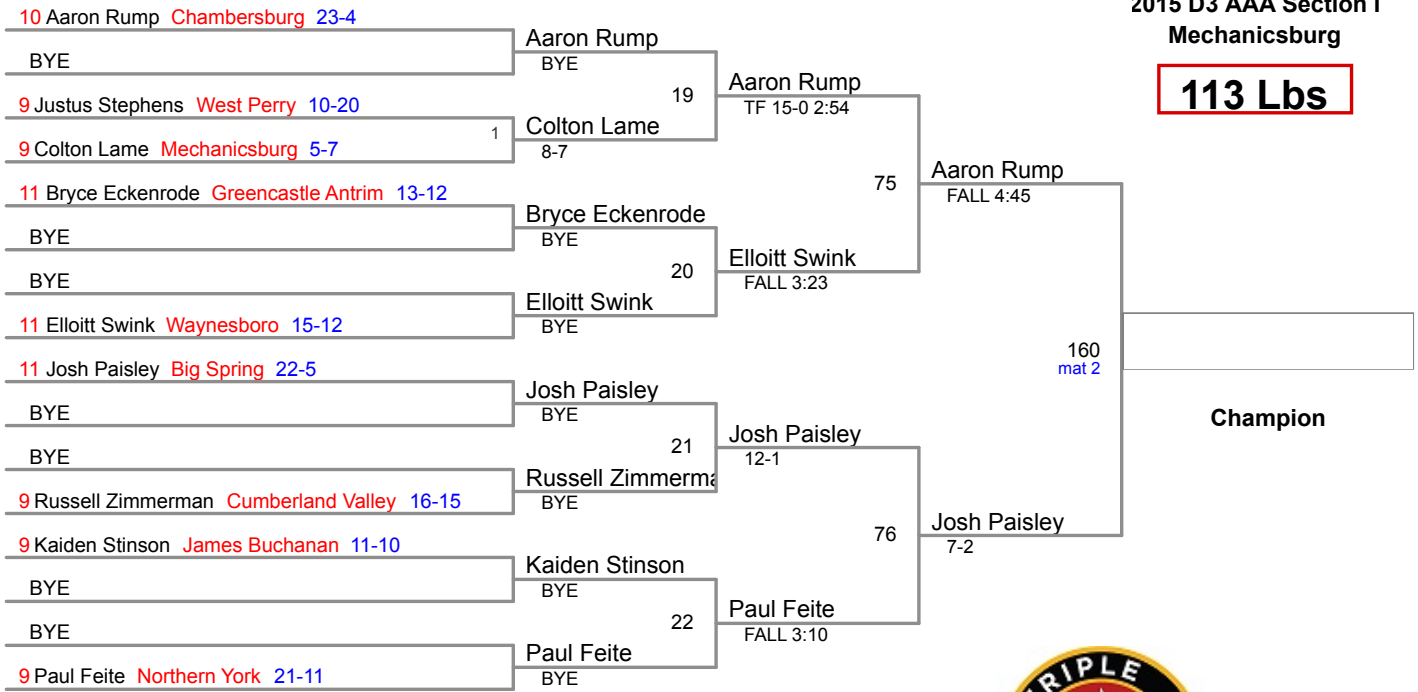 2015 D3 AAA Section I
Mechanicsburg
113 Lbs
10 Aaron Rump Chambersburg 23-4
BYE
9 Justus Stephens West Perry 10-20
9 Colton Lame Mechanicsburg 5-7
11 Bryce Eckenrode Greencastle Antrim 13-12
BYE
BYE
11 Elloitt Swink Waynesboro 15-12
11 Josh Paisley Big Spring 22-5
BYE
BYE
9 Russell Zimmerman Cumberland Valley 16-15
9 Kaiden Stinson James Buchanan 11-10
BYE
BYE
9 Paul Feite Northern York 21-11
Aaron Rump
BYE
1
Colton Lame
8-7
Bryce Eckenrode
BYE
Elloitt Swink
BYE
Josh Paisley
BYE
Russell Zimmerma
BYE
Kaiden Stinson
BYE
Paul Feite
BYE
19
Aaron Rump
TF 15-0 2:54
20
Elloitt Swink
FALL 3:23
21
Josh Paisley
12-1
22
Paul Feite
FALL 3:10
75
Aaron Rump
FALL 4:45
76
Josh Paisley
7-2
160
mat 2
Champion
TRIPLE